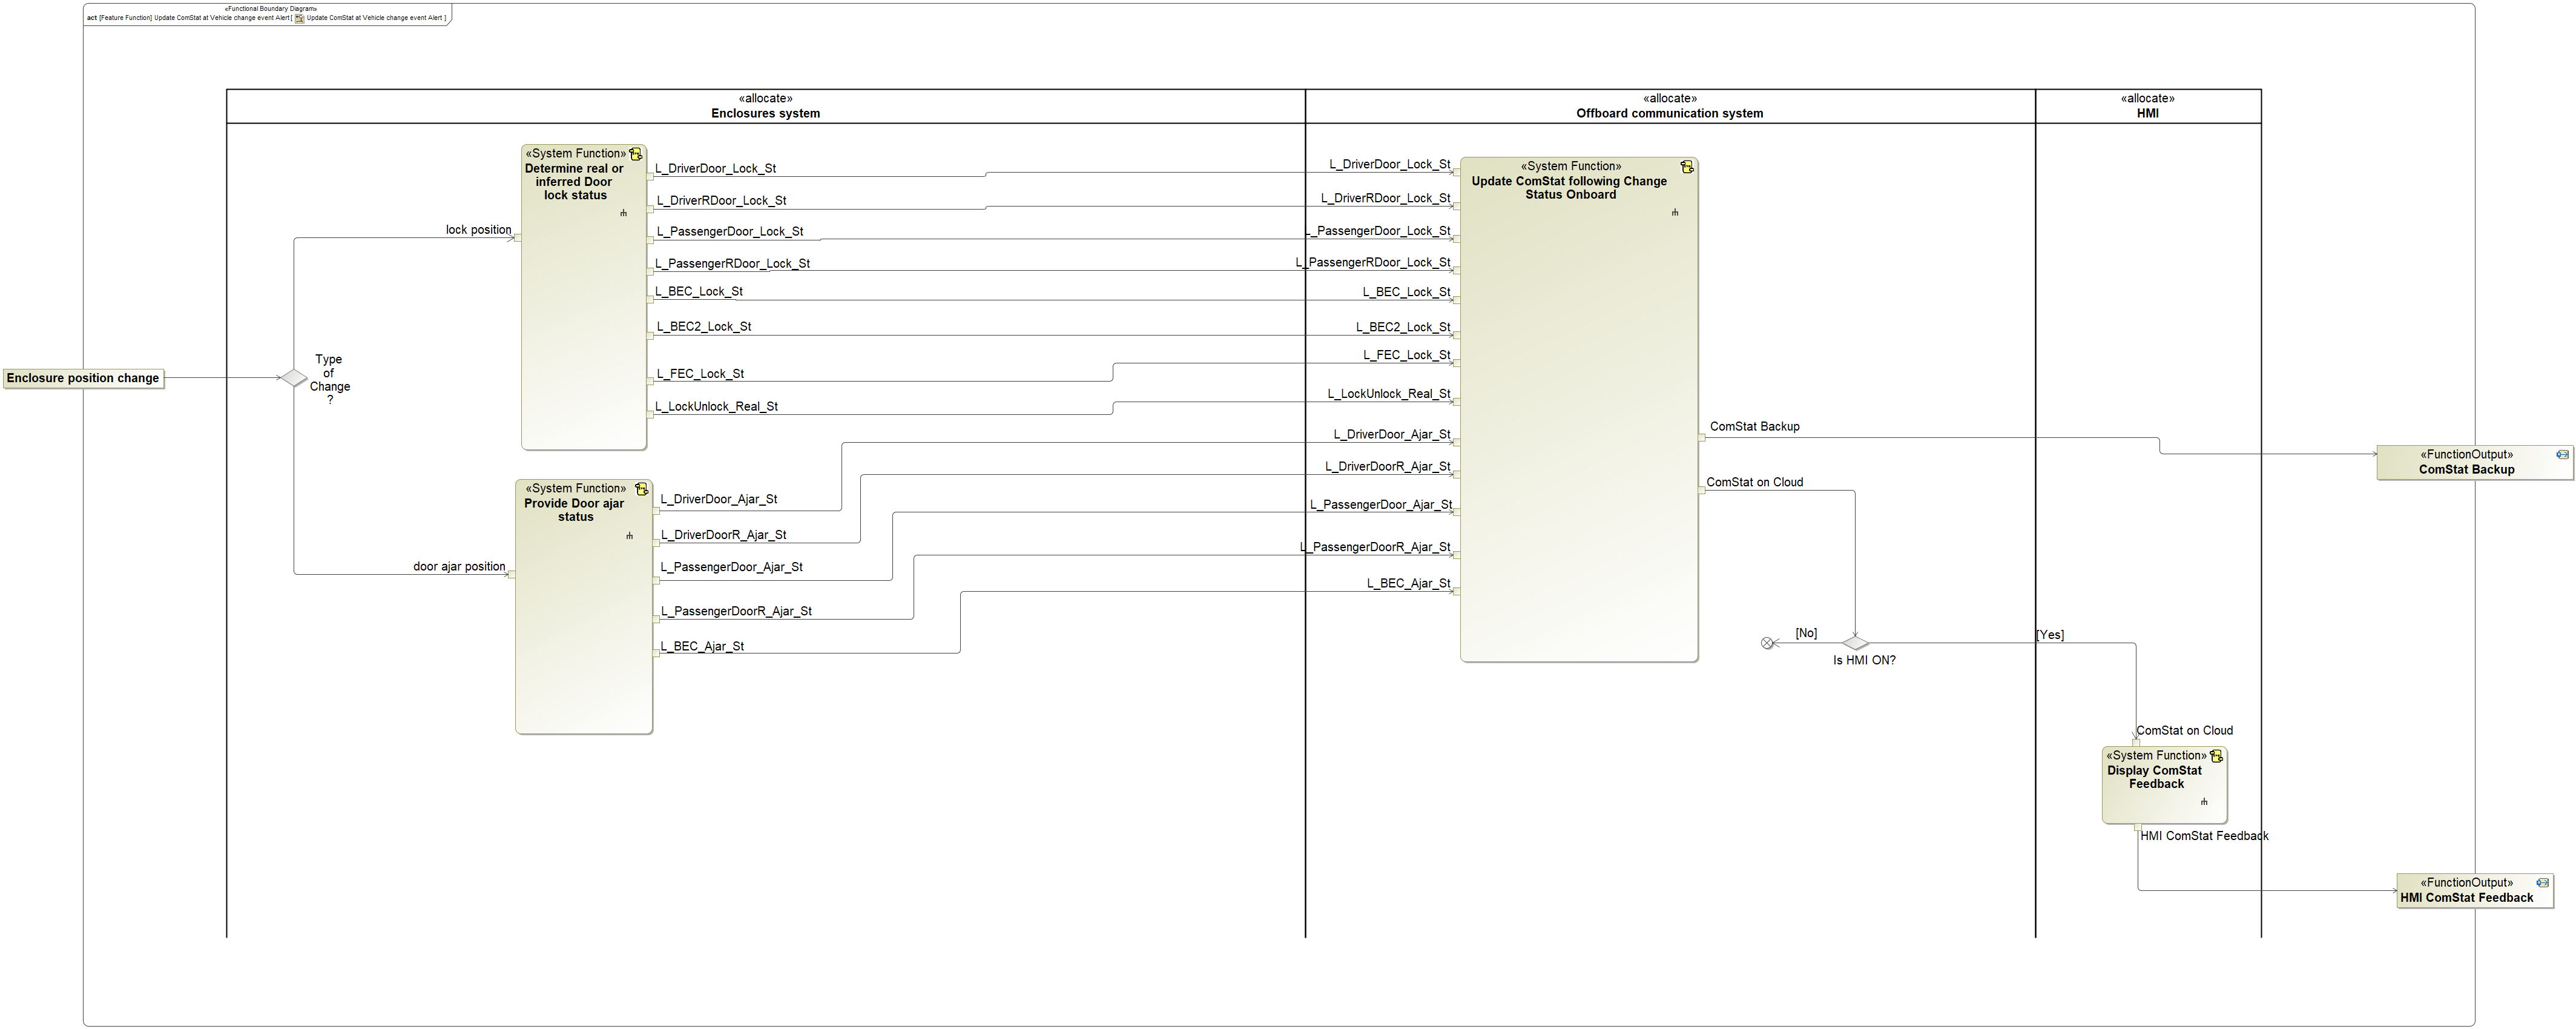 «Functional Boundary Diagram»
act [Feature Function] Update ComStat at Vehicle change event Alert[ Update ComStat at Vehicle change event Alert ]
«allocate»
Enclosures system
«allocate»
Offboard communication system
«allocate»
HMI
Enclosure position change
Type
of
Change
?
lock position
door ajar position
«System Function»
Determine real or
inferred Door
lock status
L_DriverDoor_Lock_St
L_DriverRDoor_Lock_St
L_PassengerDoor_Lock_St
L_PassengerRDoor_Lock_St
L_BEC_Lock_St
L_BEC2_Lock_St
L_FEC_Lock_St
L_LockUnlock_Real_St
«System Function»
Provide Door ajar
status
L_DriverDoor_Ajar_St
L_DriverDoorR_Ajar_St
L_PassengerDoor_Ajar_St
L_PassengerDoorR_Ajar_St
L_BEC_Ajar_St
L_DriverDoor_Lock_St
L_DriverRDoor_Lock_St
L_PassengerDoor_Lock_St
L_PassengerRDoor_Lock_St
L_BEC_Lock_St
L_BEC2_Lock_St
L_FEC_Lock_St
L_LockUnlock_Real_St
L_DriverDoor_Ajar_St
L_DriverDoorR_Ajar_St
L_PassengerDoor_Ajar_St
L_PassengerDoorR_Ajar_St
L_BEC_Ajar_St
«System Function»
Update ComStat following Change
Status Onboard
ComStat Backup
ComStat on Cloud
[No]
[Yes]
Is HMI ON?
ComStat on Cloud
«System Function»
Display ComStat
Feedback
HMI ComStat Feedback
«FunctionOutput»
ComStat Backup
«FunctionOutput»
HMI ComStat Feedback